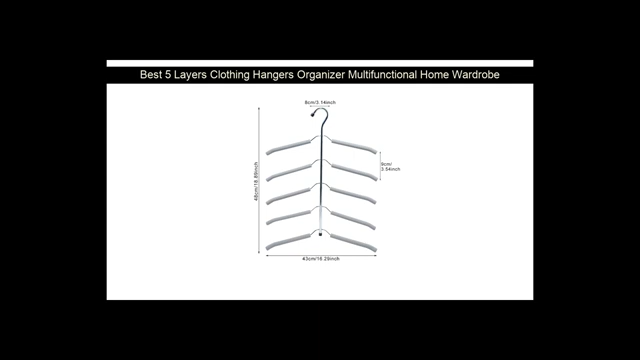 Best 5 Layers Clothing Hangers Organizer Multifunctional Home Wardrobe
8cm/3.14inch
9cm/
3.54inch
48cm/18.89inch
43cm/16.29inch